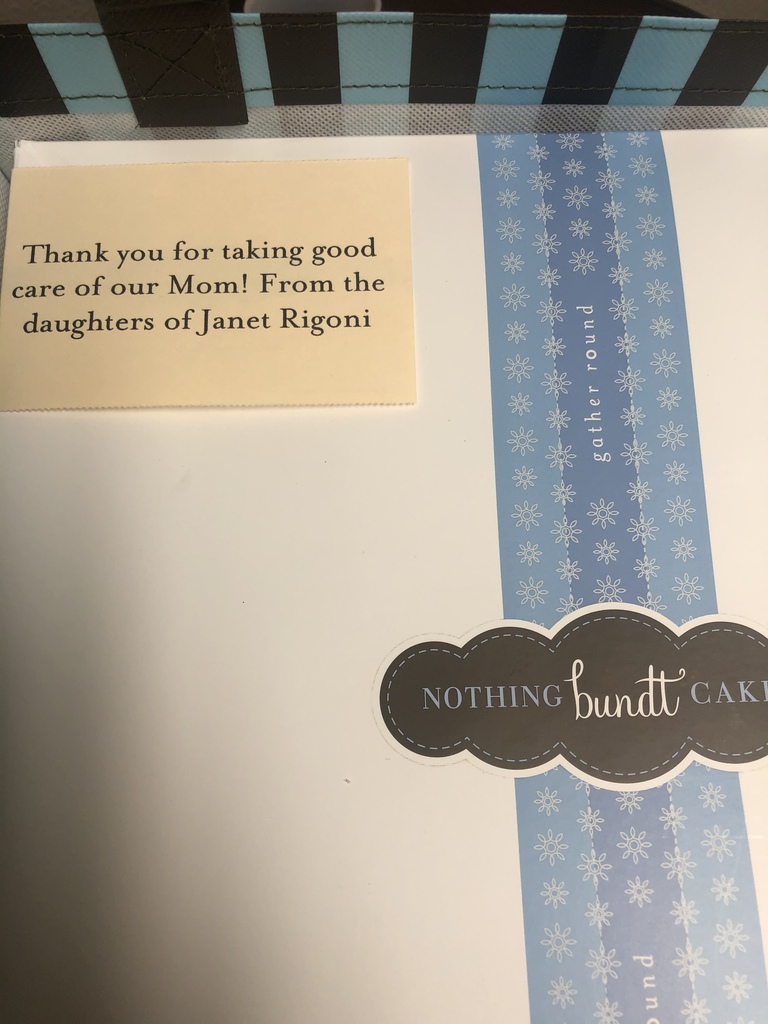 Thank you for taking good
care of our Mom! From the
daughters of Janet Rigoni
gather round
NOTHING bundt